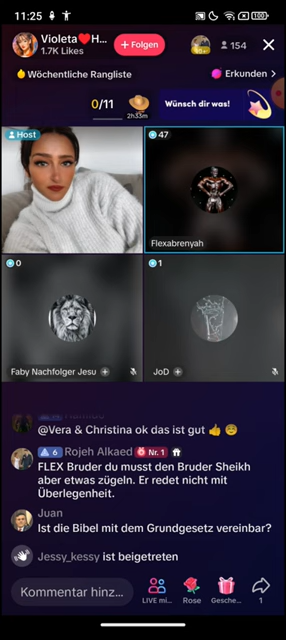 11:25
100
Violeta❤️H...
1.7K Likes
+ Folgen
154
Wöchentliche Rangliste
Erkunden >
0/11
2h33m
Wünsch dir was!
Host
47
Flexabrenyah
0
Faby Nachfolger Jesu
1
JoD
@Vera & Christina ok das ist gut 👍 ☺️
6 Rojeh Alkaed Nr. 1
FLEX Bruder du musst den Bruder Sheikh
aber etwas zügeln. Er redet nicht mit
Überlegenheit.
Juan
Ist die Bibel mit dem Grundgesetz vereinbar?
Jessy_kessy ist beigetreten
Kommentar hinz...
LIVE mi...
Rose
Gesche...
1